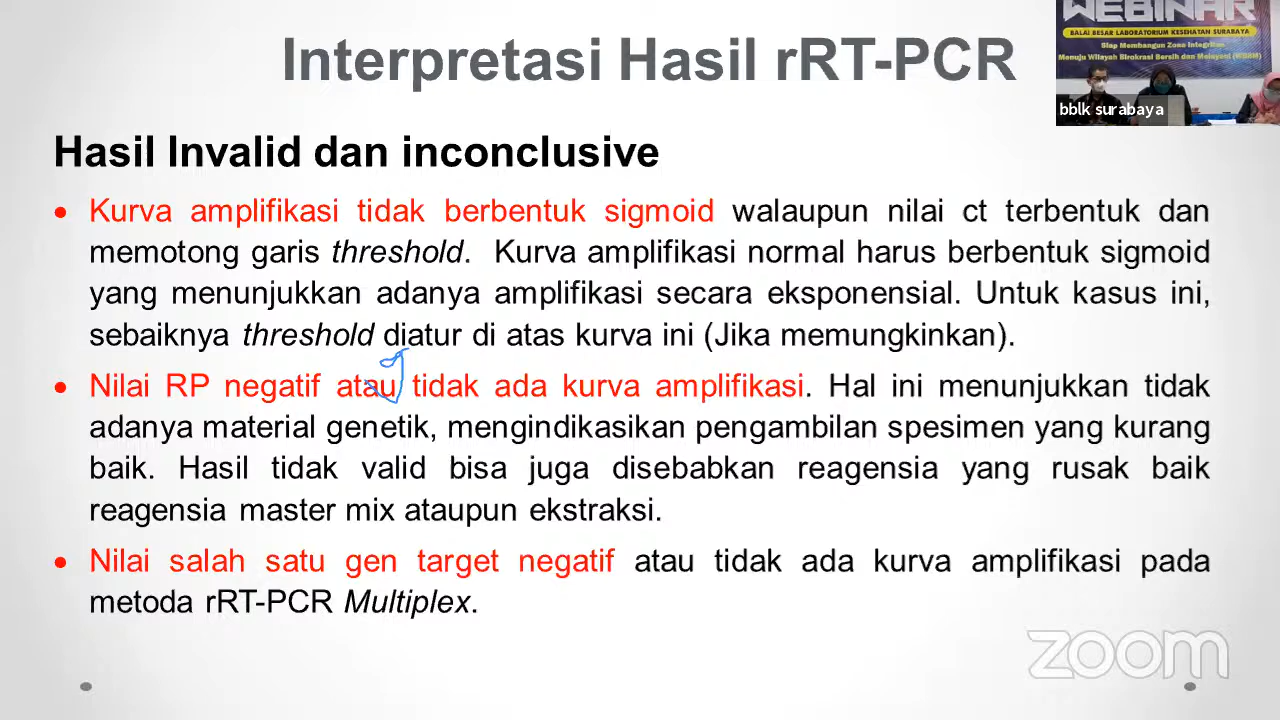 Interpretasi Hasil rRT-PCR
WEBINAR
BALAI BESAR LABORATORIUM KESEHATAN SURABAYA
Siap Membangun Zona Integritas
Menuju Wilayah Birokrasi Bersih dan Melayani (WBBM)
bblk surabaya
Hasil Invalid dan inconclusive
• Kurva amplifikasi tidak berbentuk sigmoid walaupun nilai ct terbentuk dan
memotong garis threshold. Kurva amplifikasi normal harus berbentuk sigmoid
yang menunjukkan adanya amplifikasi secara eksponensial. Untuk kasus ini,
sebaiknya threshold diatur di atas kurva ini (Jika memungkinkan).
• Nilai RP negatif atau tidak ada kurva amplifikasi. Hal ini menunjukkan tidak
adanya material genetik, mengindikasikan pengambilan spesimen yang kurang
baik. Hasil tidak valid bisa juga disebabkan reagensia yang rusak baik
reagensia master mix ataupun ekstraksi.
• Nilai salah satu gen target negatif atau tidak ada kurva amplifikasi pada
metoda rRT-PCR Multiplex.
zoom